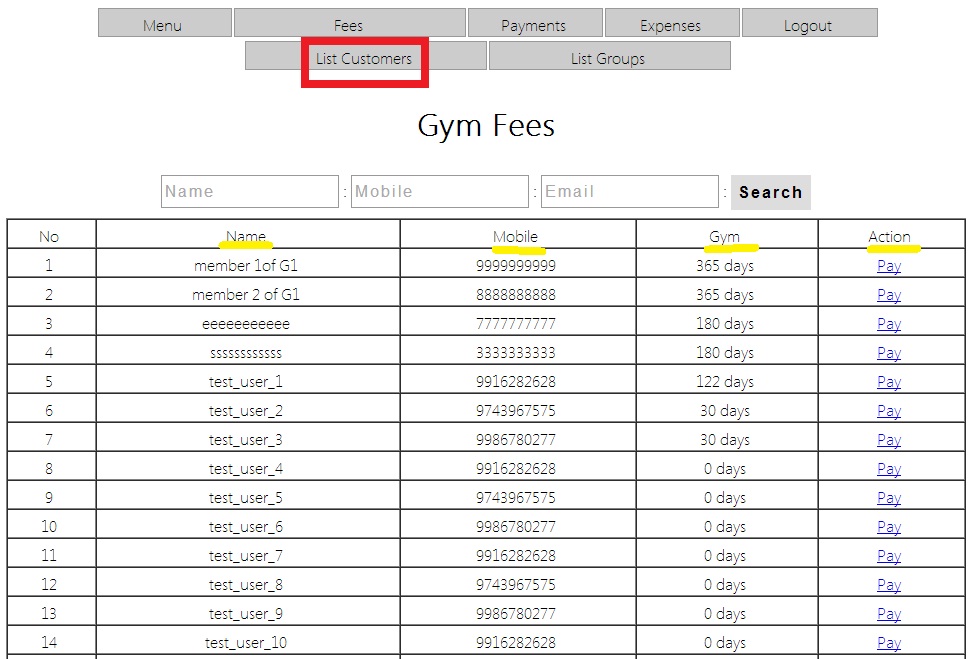 Menu Fees Payments Expenses Logout
List Customers List Groups
Gym Fees
Name : Mobile : Email : Search
No Name Mobile Gym Action
1 member 1of G1 9999999999 365 days Pay
2 member 2 of G1 8888888888 365 days Pay
3 eeeeeeeeeee 7777777777 180 days Pay
4 ssssssssssss 3333333333 180 days Pay
5 test_user_1 9916282628 122 days Pay
6 test_user_2 9743967575 30 days Pay
7 test_user_3 9986780277 30 days Pay
8 test_user_4 9916282628 0 days Pay
9 test_user_5 9743967575 0 days Pay
10 test_user_6 9986780277 0 days Pay
11 test_user_7 9916282628 0 days Pay
12 test_user_8 9743967575 0 days Pay
13 test_user_9 9986780277 0 days Pay
14 test_user_10 9916282628 0 days Pay